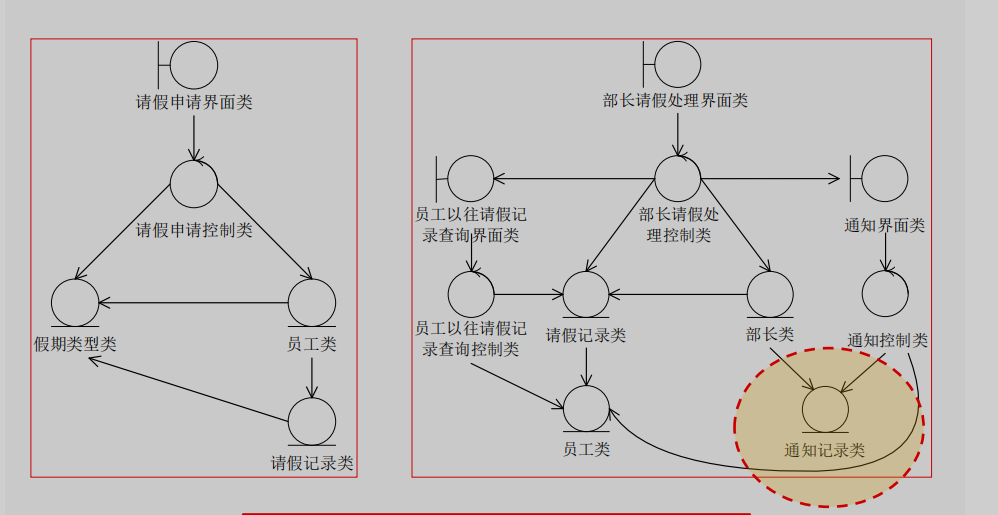 请假申请界面类
请假申请控制类
假期类型类
员工类
请假记录类
部长请假处理界面类
员工以往请假记
录查询界面类
部长请假处
理控制类
通知界面类
员工以往请假记
录查询控制类
请假记录类
部长类
通知控制类
员工类
通知记录类